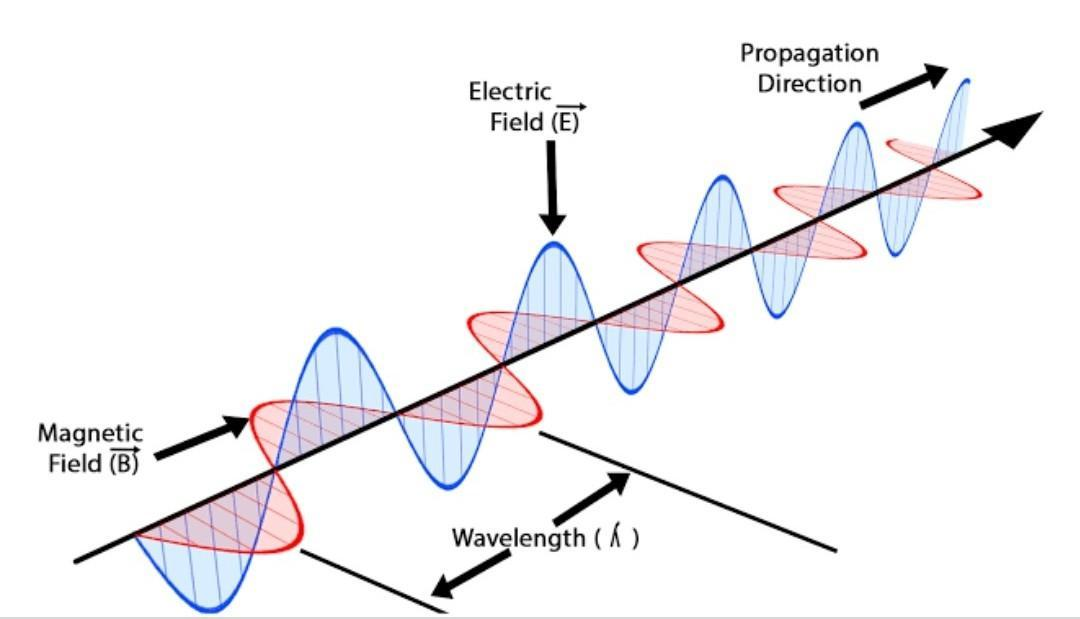 Propagation
Direction
Electric
Field (E⃗)
Magnetic
Field (B⃗)
Wavelength ( λ )